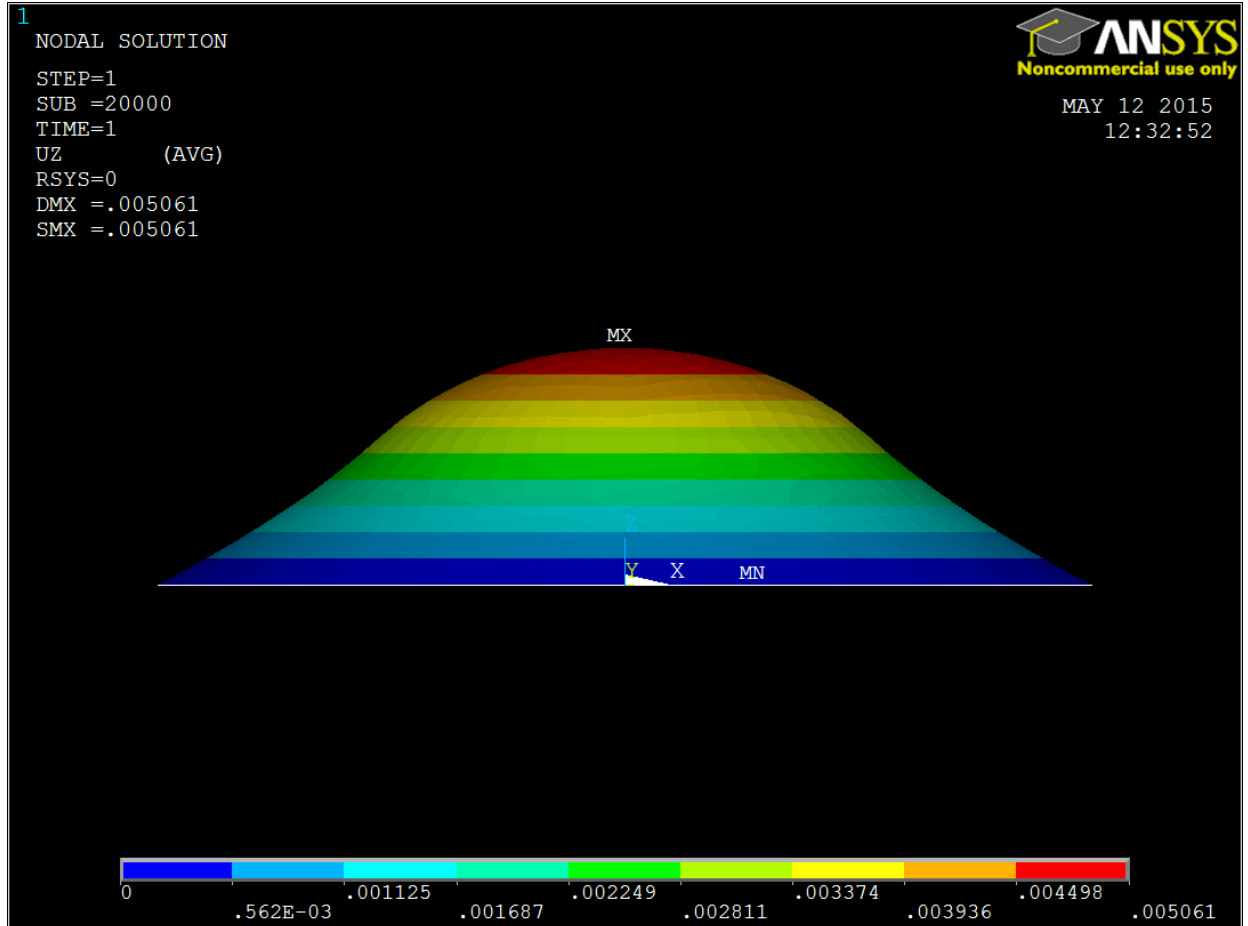 1
NODAL SOLUTION
STEP=1
SUB =20000
TIME=1
UZ (AVG)
RSYS=0
DMX =.005061
SMX =.005061
ANSYS
Noncommercial use only
MAY 12 2015
12:32:52
MX
Z
Y X MN
0 .001125 .002249 .003374 .004498
.562E-03 .001687 .002811 .003936 .005061